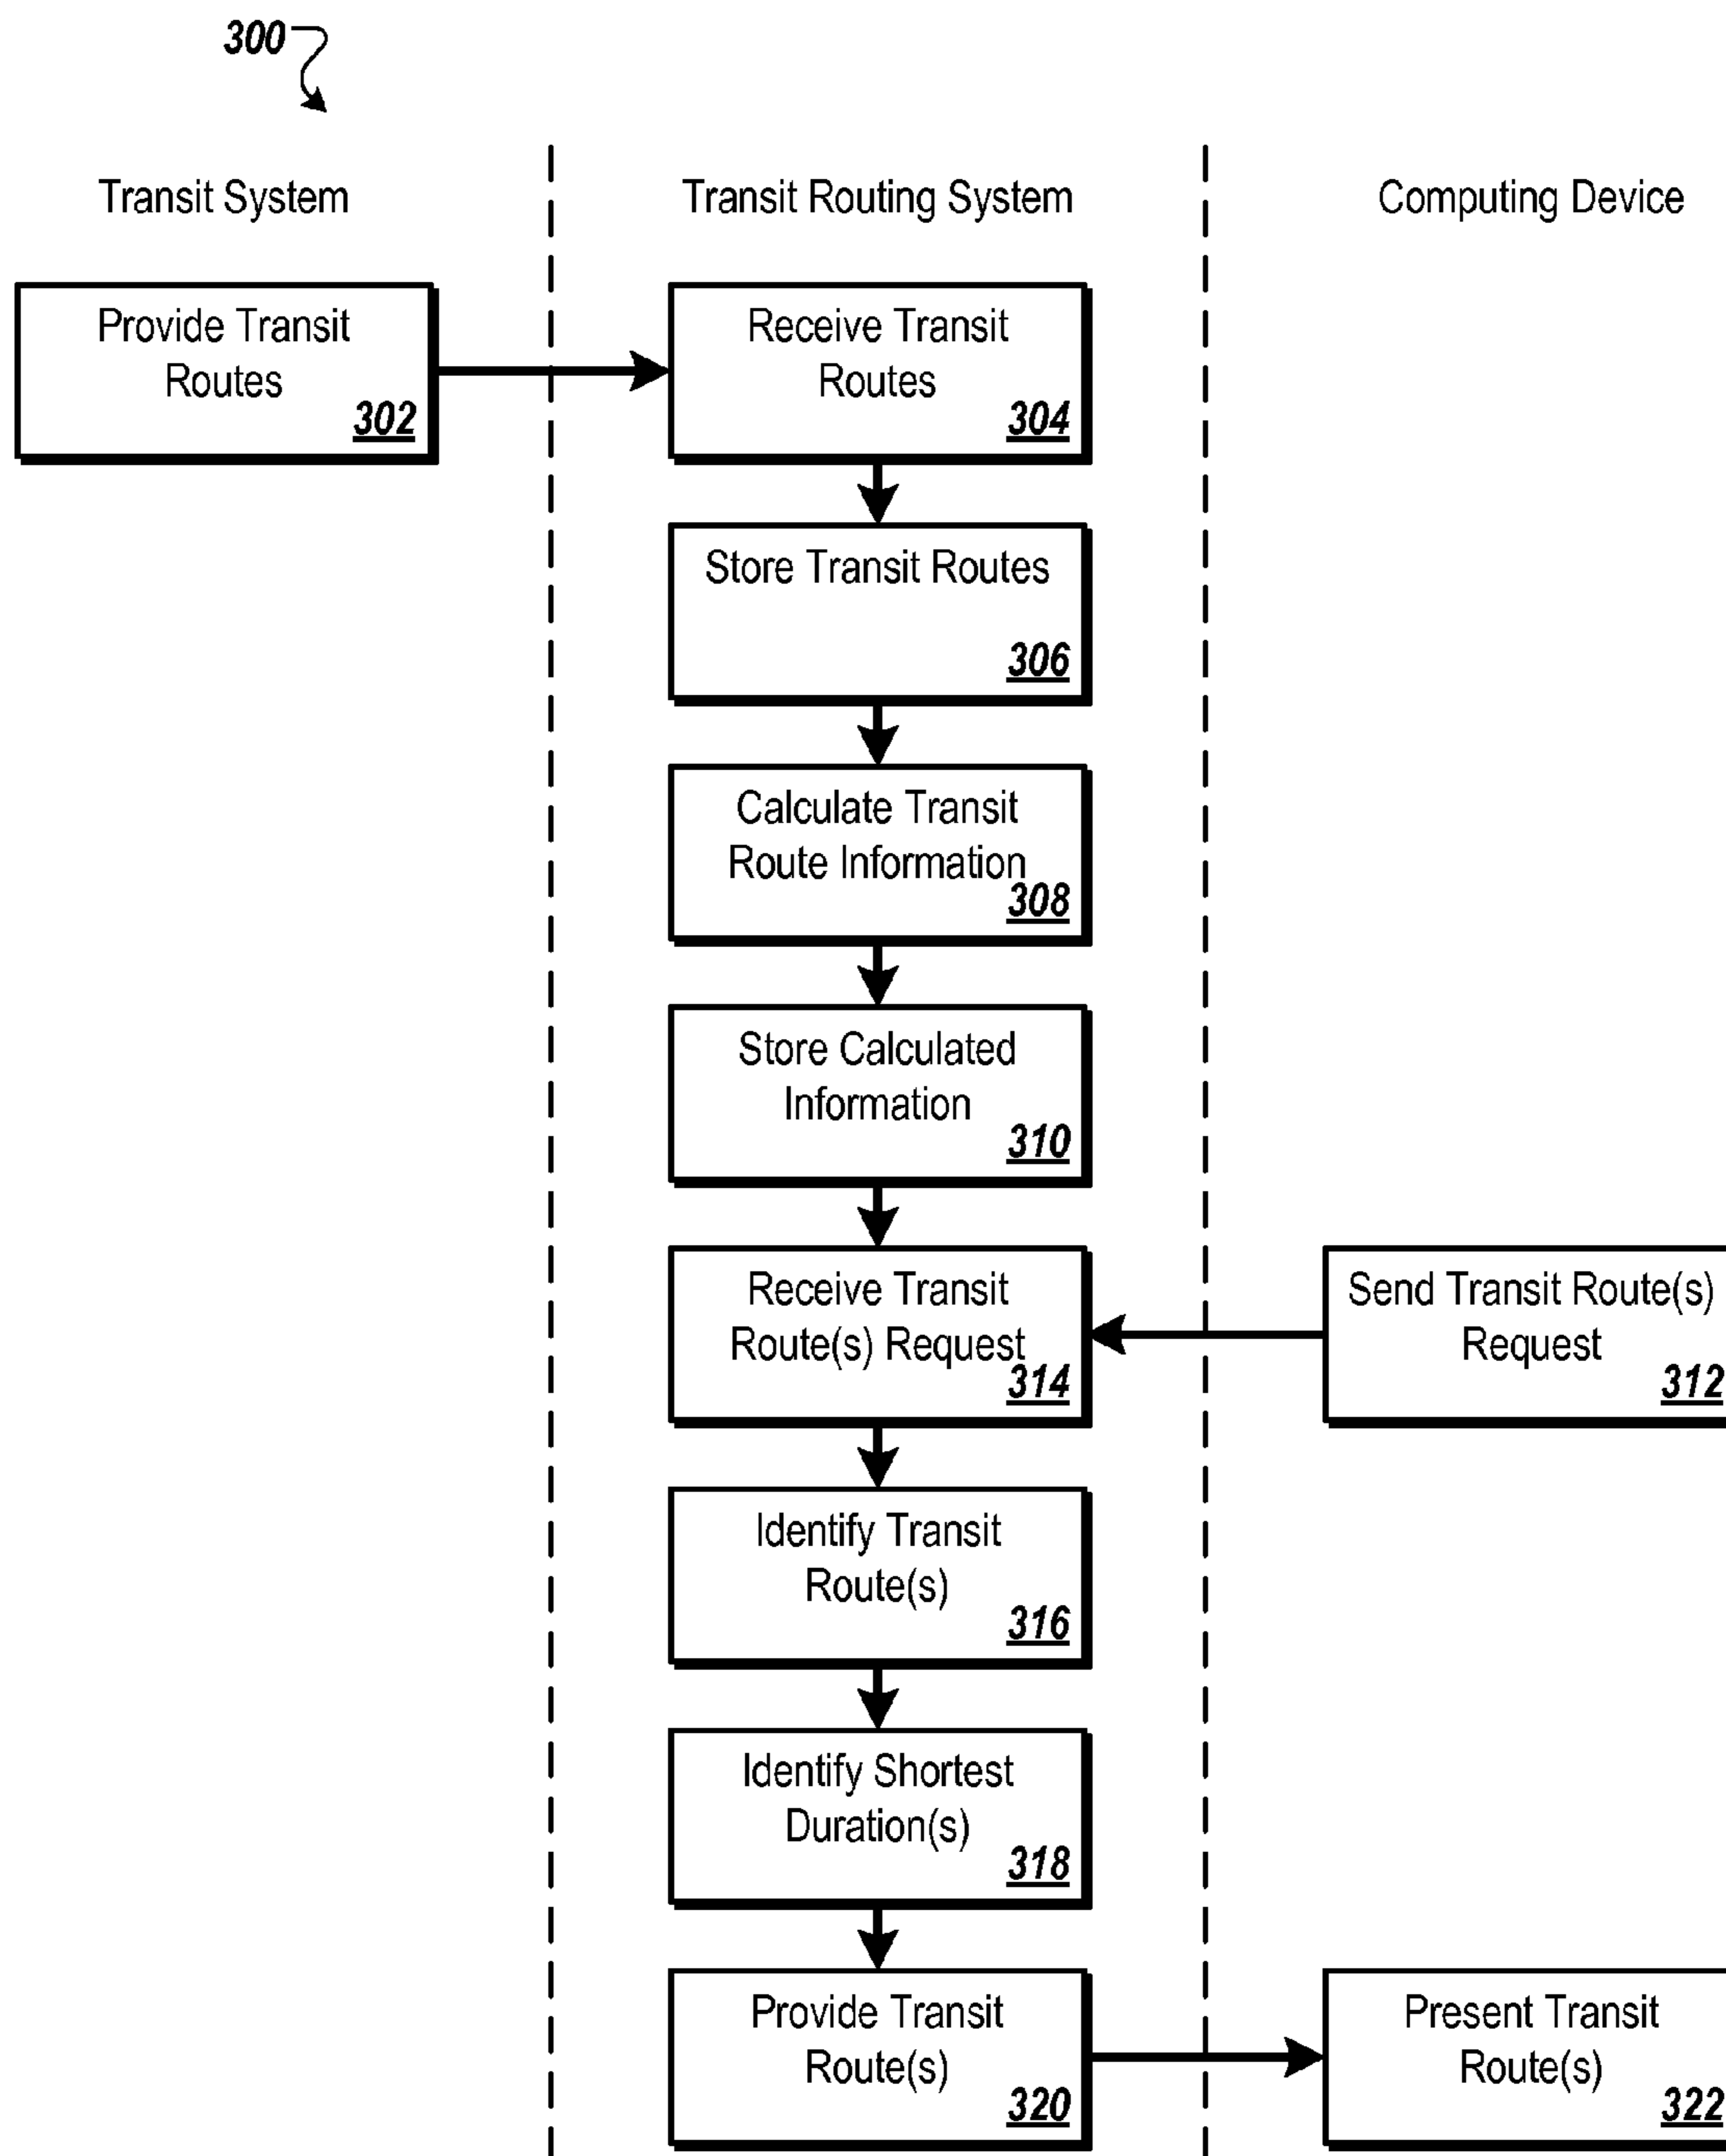 300
Transit System
Transit Routing System
Computing Device
Provide Transit
Routes
302
Receive Transit
Routes
304
Store Transit Routes
306
Calculate Transit
Route Information
308
Store Calculated
Information
310
Receive Transit
Route(s) Request
314
Send Transit Route(s)
Request
312
Identify Transit
Route(s)
316
Identify Shortest
Duration(s)
318
Provide Transit
Route(s)
320
Present Transit
Route(s)
322